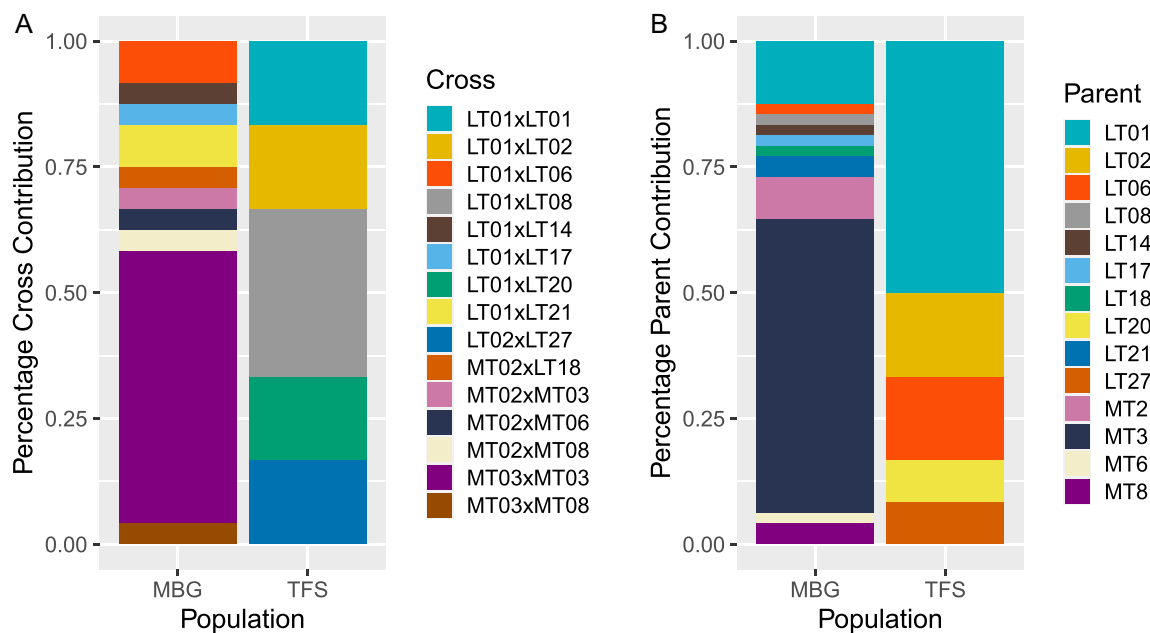 A
Percentage Cross Contribution
1.00
0.75
0.50
0.25
0.00
MBG TFS
Population
Cross
LT01xLT01
LT01xLT02
LT01xLT06
LT01xLT08
LT01xLT14
LT01xLT17
LT01xLT20
LT01xLT21
LT02xLT27
MT02xLT18
MT02xMT03
MT02xMT06
MT02xMT08
MT03xMT03
MT03xMT08
B
Percentage Parent Contribution
1.00
0.75
0.50
0.25
0.00
MBG TFS
Population
Parent
LT01
LT02
LT06
LT08
LT14
LT17
LT18
LT20
LT21
LT27
MT2
MT3
MT6
MT8